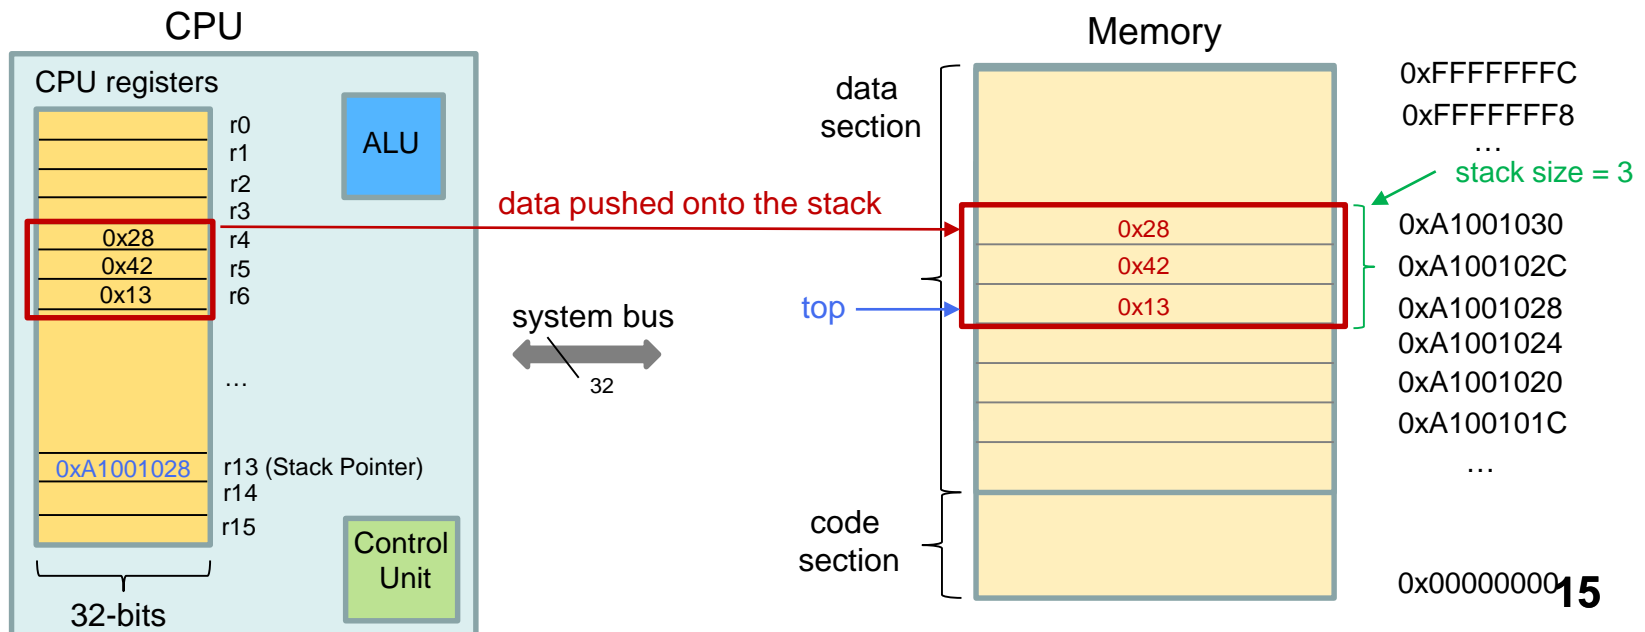 CPU
CPU registers
r0
r1
r2
r3
0x28
r4
0x42
r5
0x13
r6
…
0xA1001028
r13 (Stack Pointer)
r14
r15
32-bits
ALU
Control
Unit
data pushed onto the stack
system bus
32
Memory
data
section
top
code
section
0x28
0x42
0x13
0xFFFFFFFC
0xFFFFFFF8
…
stack size = 3
0xA1001030
0xA100102C
0xA1001028
0xA1001024
0xA1001020
0xA100101C
…
0x00000000
15